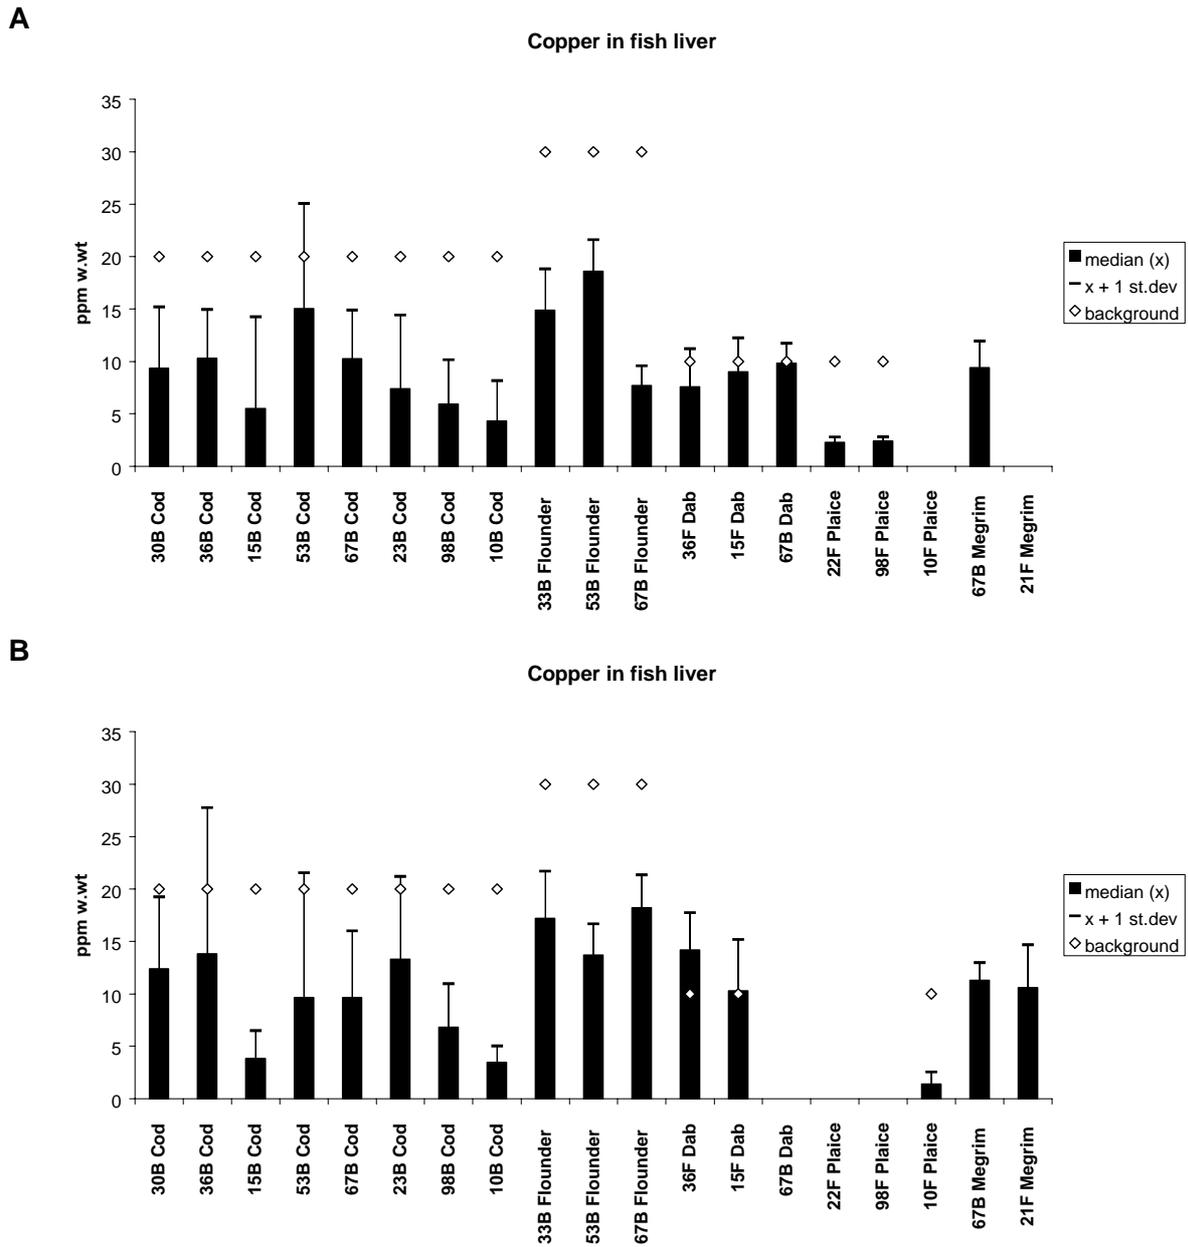 A
Copper in fish liver
35
30
25
20
15
10
5
0
ppm w.wt
median (x)
x + 1 st.dev
background
30B Cod
36B Cod
15B Cod
53B Cod
67B Cod
23B Cod
98B Cod
10B Cod
33B Flounder
53B Flounder
67B Flounder
36F Dab
15F Dab
67B Dab
22F Plaice
98F Plaice
10F Plaice
67B Megrim
21F Megrim
B
Copper in fish liver
35
30
25
20
15
10
5
0
ppm w.wt
median (x)
x + 1 st.dev
background
30B Cod
36B Cod
15B Cod
53B Cod
67B Cod
23B Cod
98B Cod
10B Cod
33B Flounder
53B Flounder
67B Flounder
36F Dab
15F Dab
67B Dab
22F Plaice
98F Plaice
10F Plaice
67B Megrim
21F Megrim